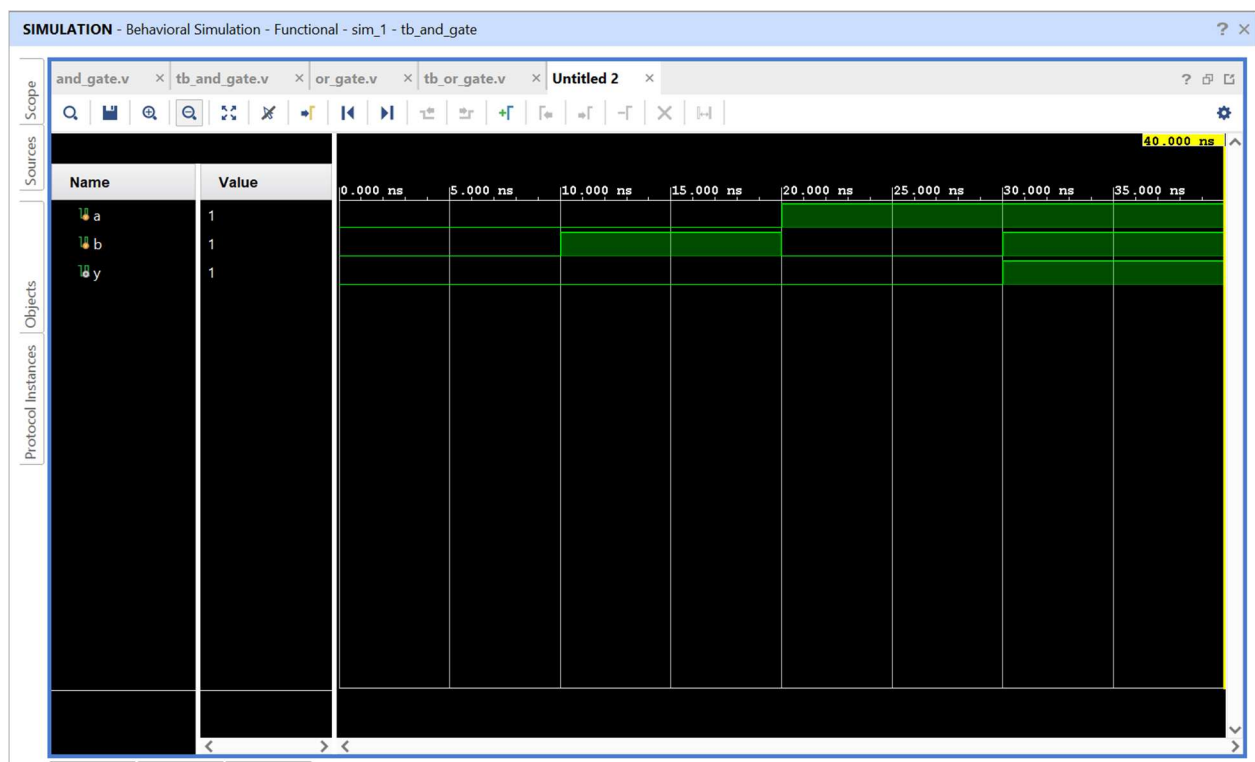 SIMULATION - Behavioral Simulation - Functional - sim_1 - tb_and_gate
and_gate.v
tb_and_gate.v
or_gate.v
tb_or_gate.v
Untitled 2
Scope
Sources
Objects
Protocol Instances
40.000 ns
Name
Value
0.000 ns
5.000 ns
10.000 ns
15.000 ns
20.000 ns
25.000 ns
30.000 ns
35.000 ns
a 1
b 1
y 1